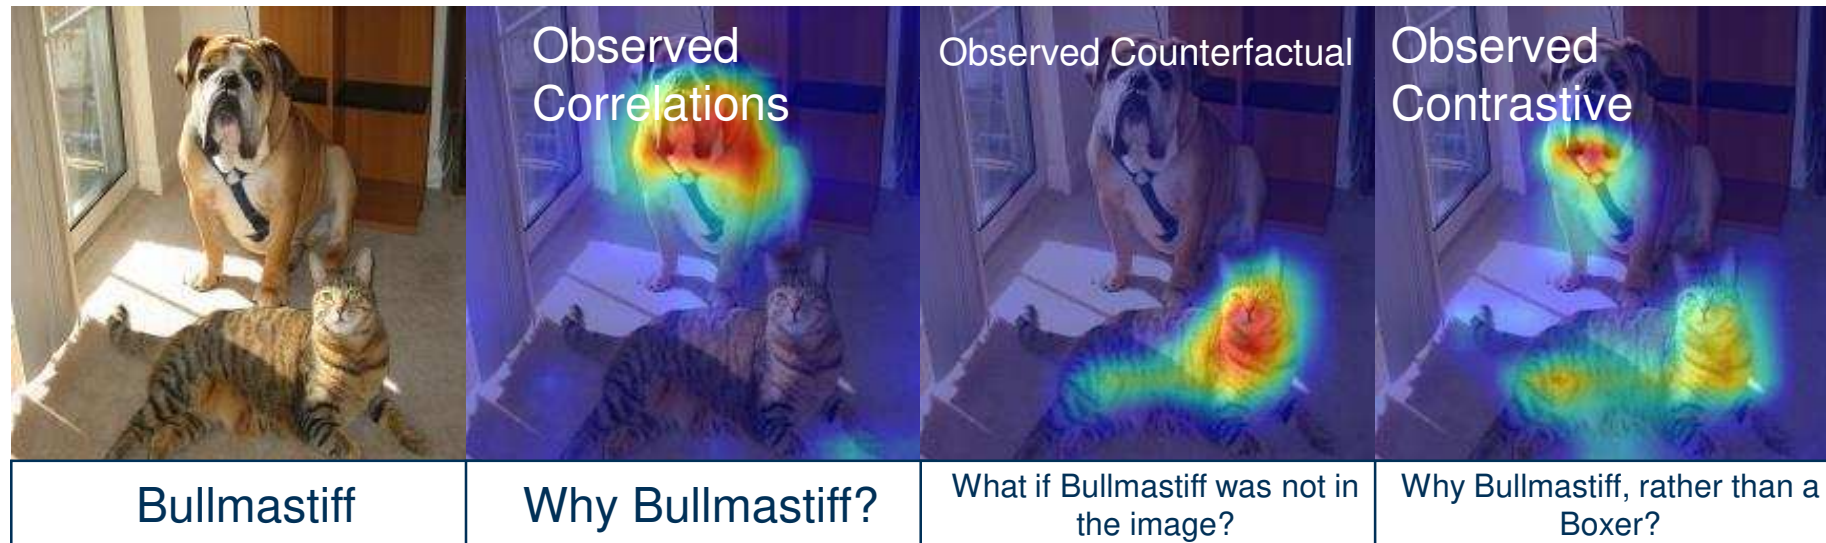 Observed
Correlations
Observed Counterfactual
Observed
Contrastive
Bullmastiff
Why Bullmastiff?
What if Bullmastiff was not in
the image?
Why Bullmastiff, rather than a
Boxer?